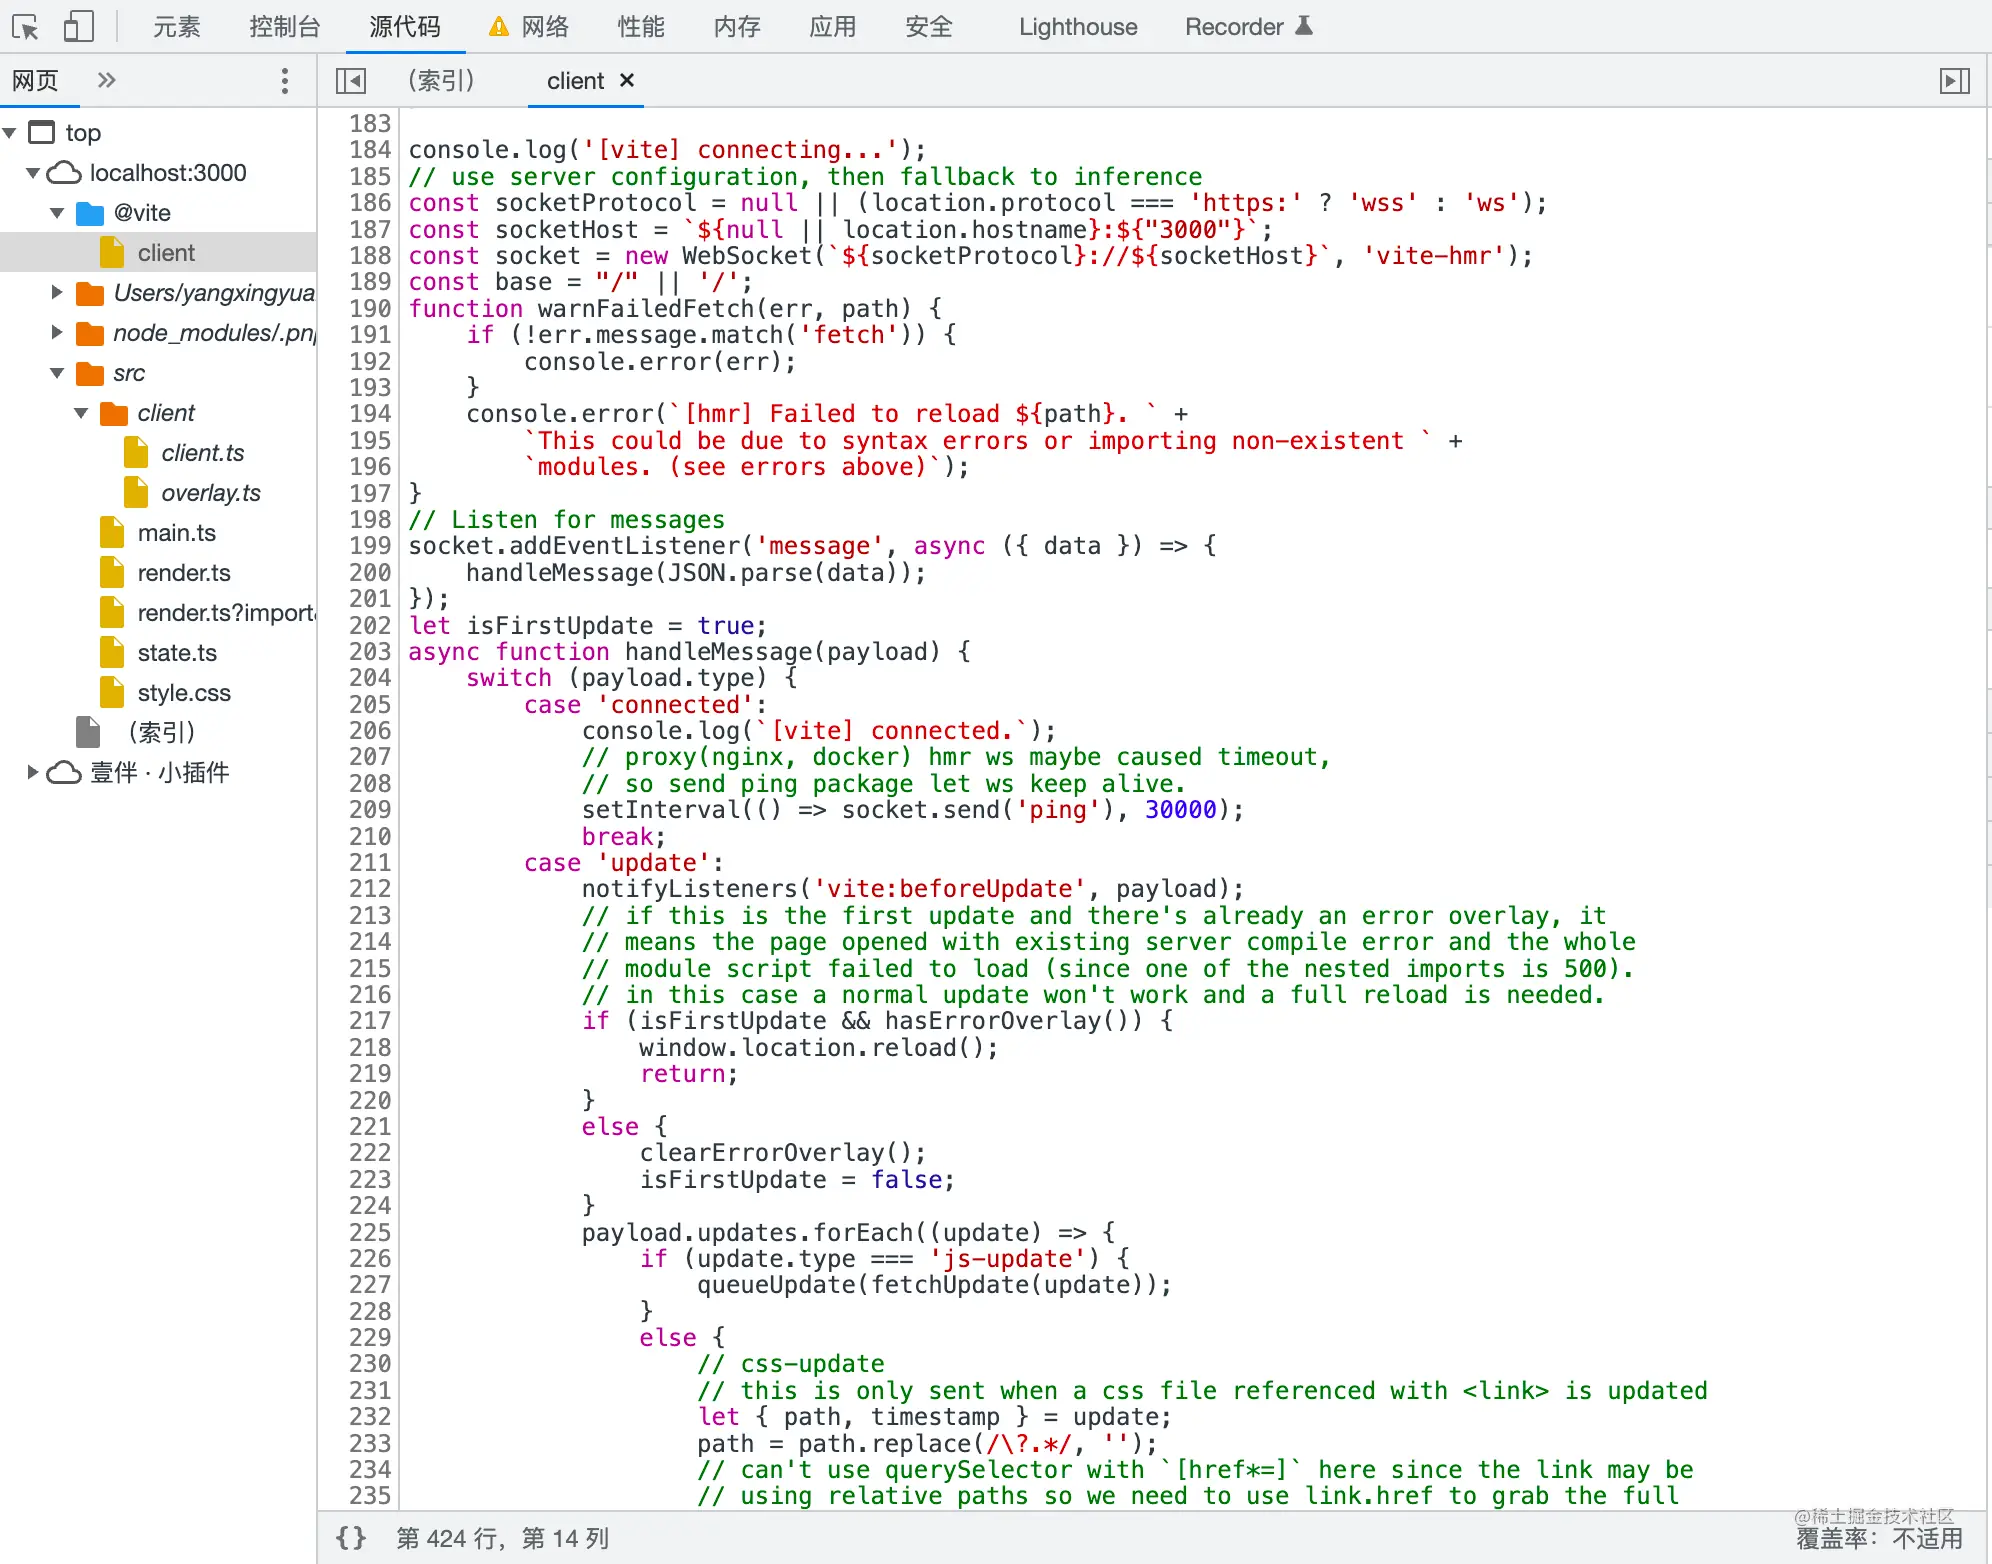 元素 控制台 源代码 网络 性能 内存 应用 安全 Lighthouse Recorder
网页 » (索引) client ×
top
localhost:3000
@vite
client
Users/yangxingyua
node_modules/.pnp
src
client
client.ts
overlay.ts
main.ts
render.ts
render.ts?import&
state.ts
style.css
(索引)
壹伴 · 小插件
183
184 console.log('[vite] connecting...');
185 // use server configuration, then fallback to inference
186 const socketProtocol = null || (location.protocol === 'https:' ? 'wss' : 'ws');
187 const socketHost = `${null || location.hostname}:${"3000"}`;
188 const socket = new WebSocket(`${socketProtocol}://${socketHost}`, 'vite-hmr');
189 const base = "/" || '/';
190 function warnFailedFetch(err, path) {
191     if (!err.message.match('fetch')) {
192         console.error(err);
193     }
194     console.error(`[hmr] Failed to reload ${path}. ` +
195         `This could be due to syntax errors or importing non-existent ` +
196         `modules. (see errors above)`);
197 }
198 // Listen for messages
199 socket.addEventListener('message', async ({ data }) => {
200     handleMessage(JSON.parse(data));
201 });
202 let isFirstUpdate = true;
203 async function handleMessage(payload) {
204     switch (payload.type) {
205         case 'connected':
206             console.log(`[vite] connected.`);
207             // proxy(nginx, docker) hmr ws maybe caused timeout,
208             // so send ping package let ws keep alive.
209             setInterval(() => socket.send('ping'), 30000);
210             break;
211         case 'update':
212             notifyListeners('vite:beforeUpdate', payload);
213             // if this is the first update and there's already an error overlay, it
214             // means the page opened with existing server compile error and the whole
215             // module script failed to load (since one of the nested imports is 500).
216             // in this case a normal update won't work and a full reload is needed.
217             if (isFirstUpdate && hasErrorOverlay()) {
218                 window.location.reload();
219                 return;
220             }
221             else {
222                 clearErrorOverlay();
223                 isFirstUpdate = false;
224             }
225             payload.updates.forEach((update) => {
226                 if (update.type === 'js-update') {
227                     queueUpdate(fetchUpdate(update));
228                 }
229                 else {
230                     // css-update
231                     // this is only sent when a css file referenced with <link> is updated
232                     let { path, timestamp } = update;
233                     path = path.replace(/\?.*/, '');
234                     // can't use querySelector with `[href*=]` here since the link may be
235                     // using relative paths so we need to use link.href to grab the full
@稀土掘金技术社区
{} 第 424 行，第 14 列 覆盖率：不适用